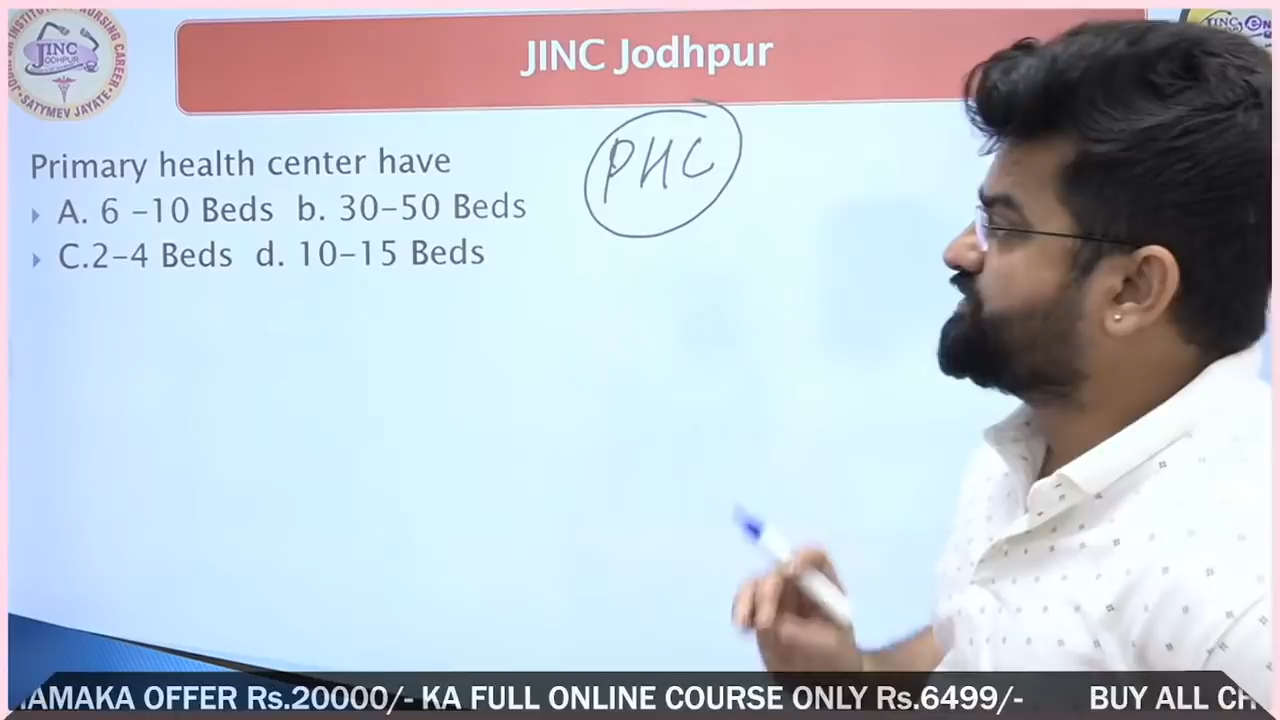 JINC Jodhpur
JINC
JODHPUR
SATYMEV JAYATE
Primary health center have
A. 6 –10 Beds b. 30–50 Beds
C.2–4 Beds d. 10–15 Beds
PHC
AMAKA OFFER Rs.20000/- KA FULL ONLINE COURSE ONLY Rs.6499/- BUY ALL CH